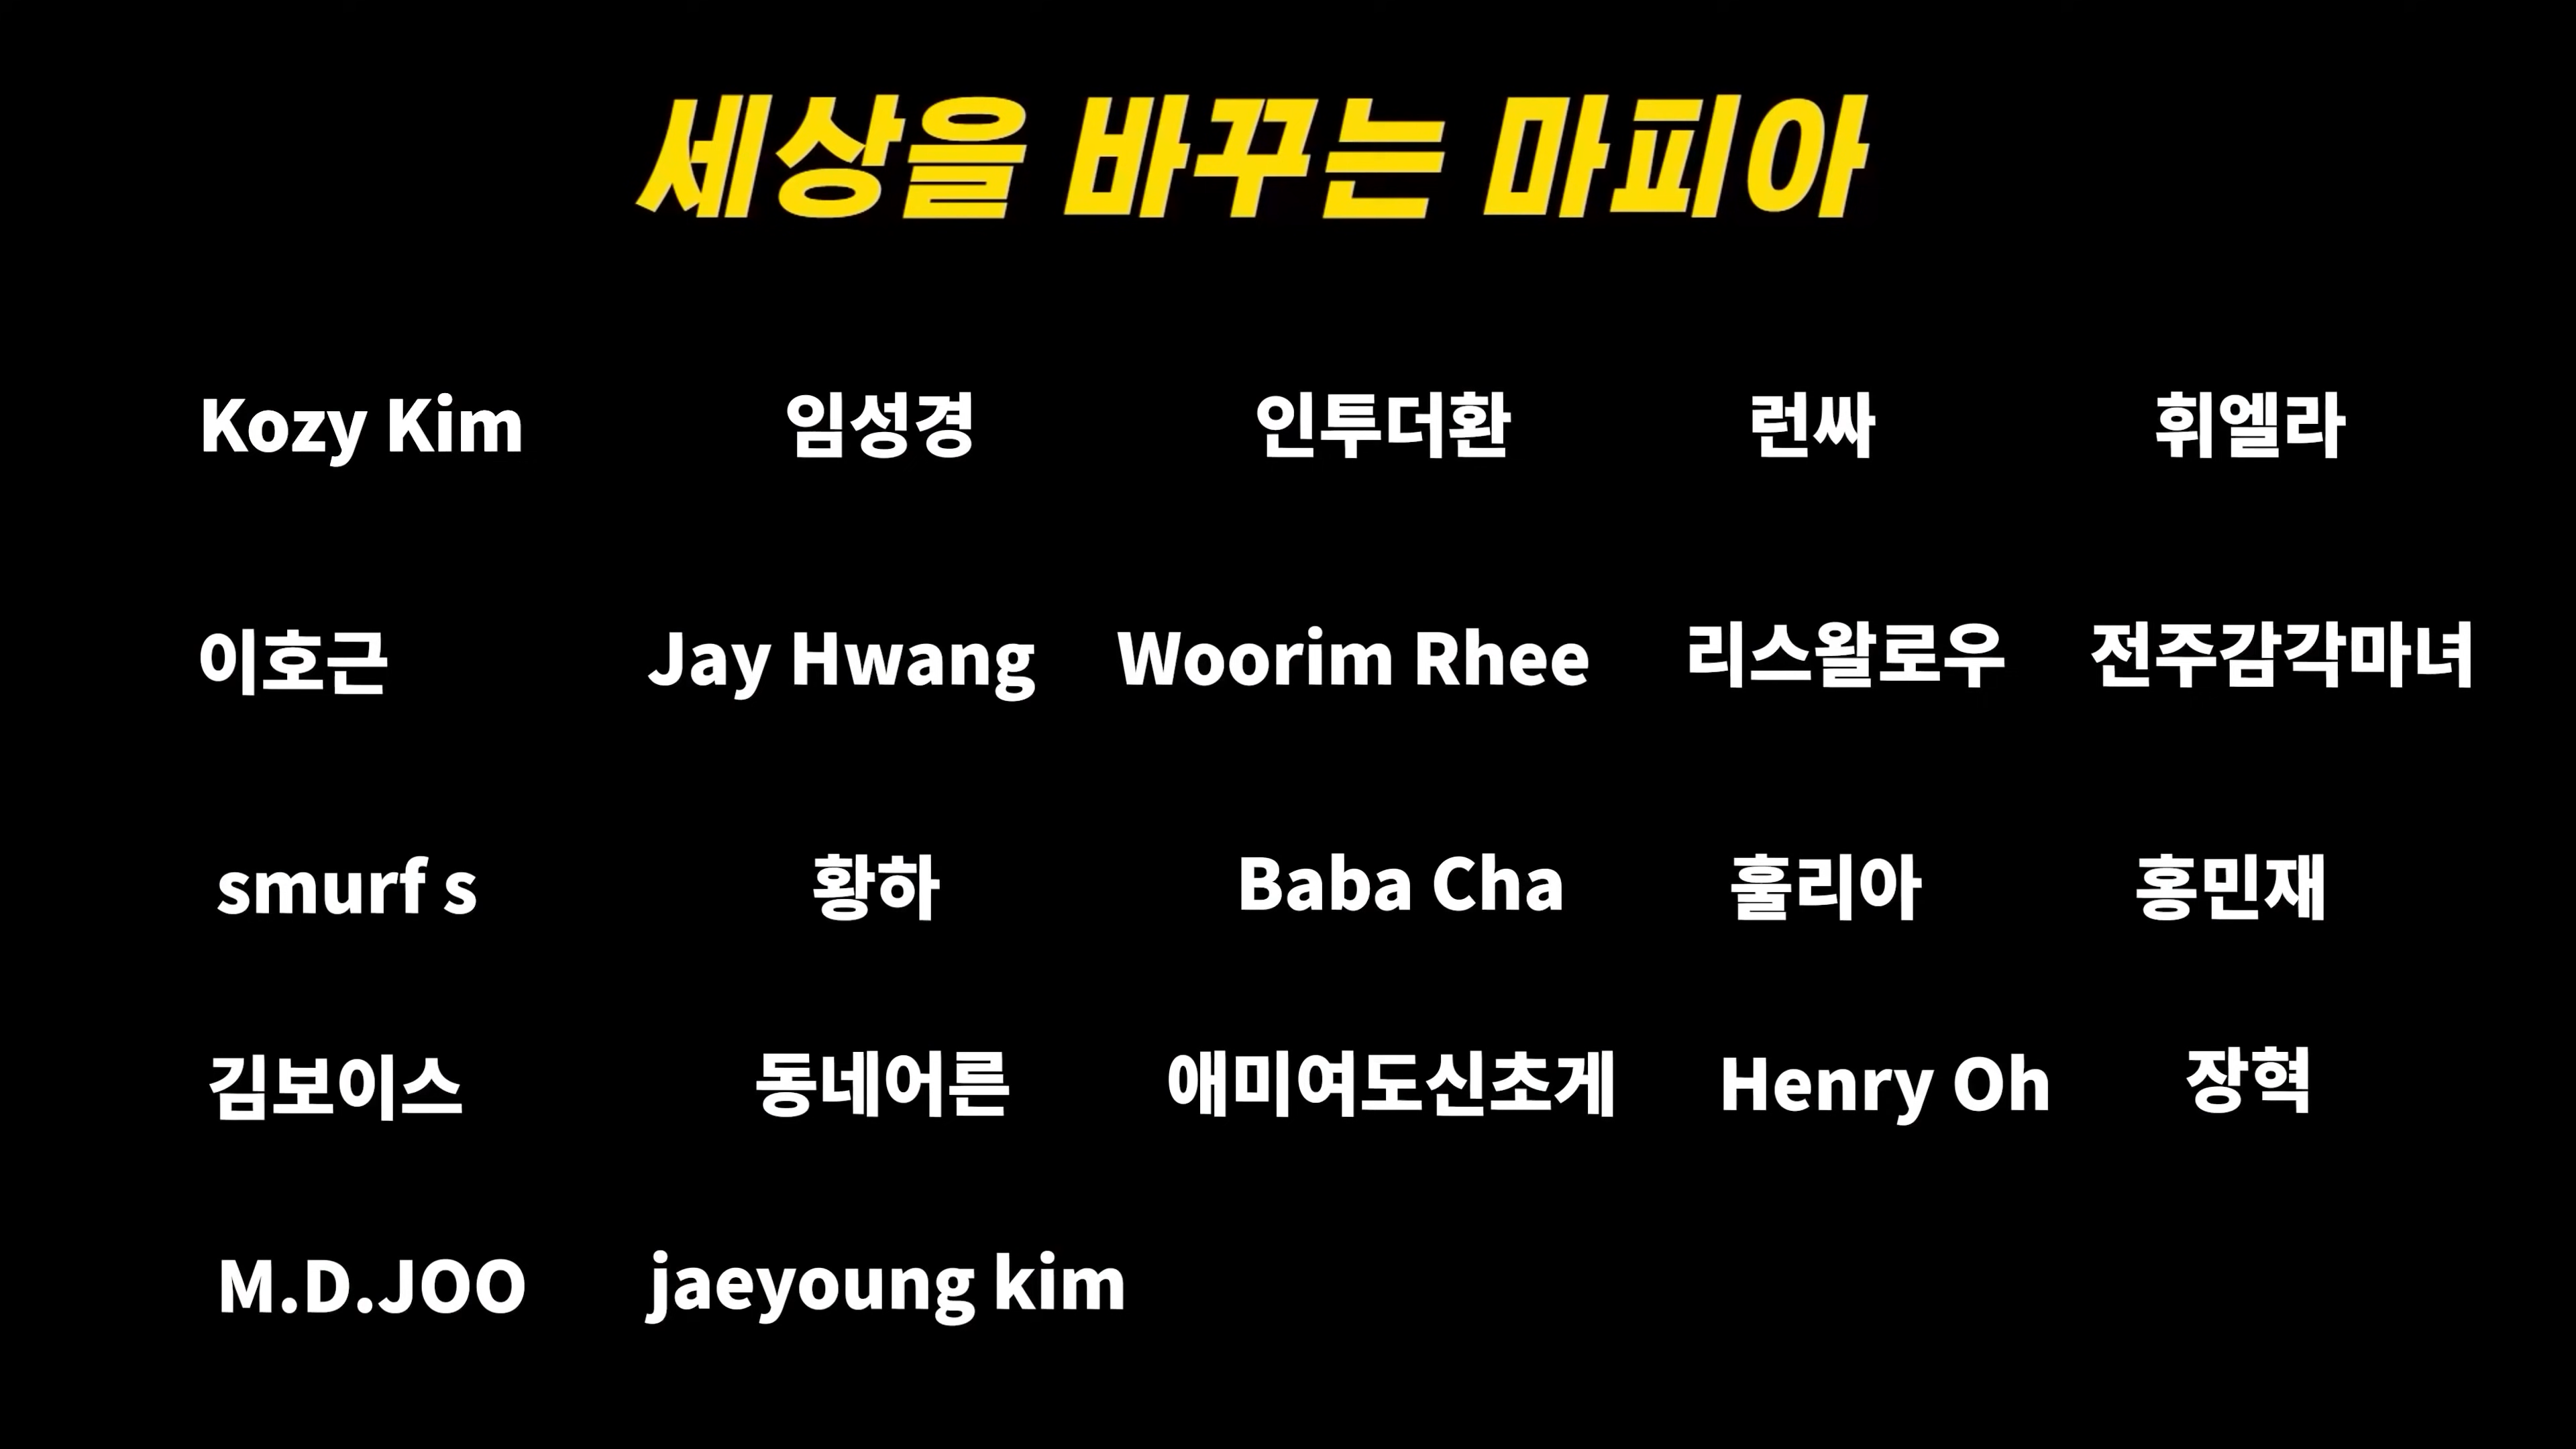 세상을 바꾸는 마피아
Kozy Kim 임성경 인투더환 런싸 휘엘라
이호근 Jay Hwang Woorim Rhee 리스왈로우 전주감각마녀
smurf s 황하 Baba Cha 훌리아 홍민재
김보이스 동네어른 애미여도신초게 Henry Oh 장혁
M.D.JOO jaeyoung kim